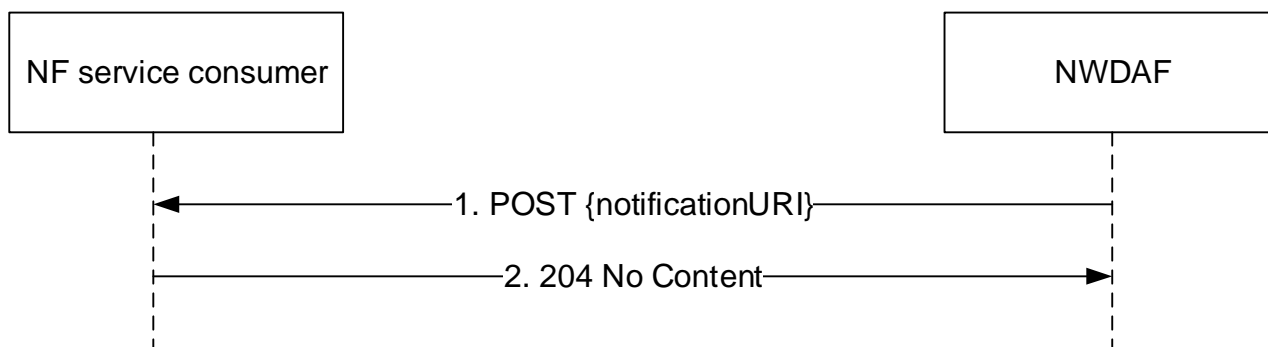 NF service consumer
NWDAF
1. POST {notificationURI}
2. 204 No Content